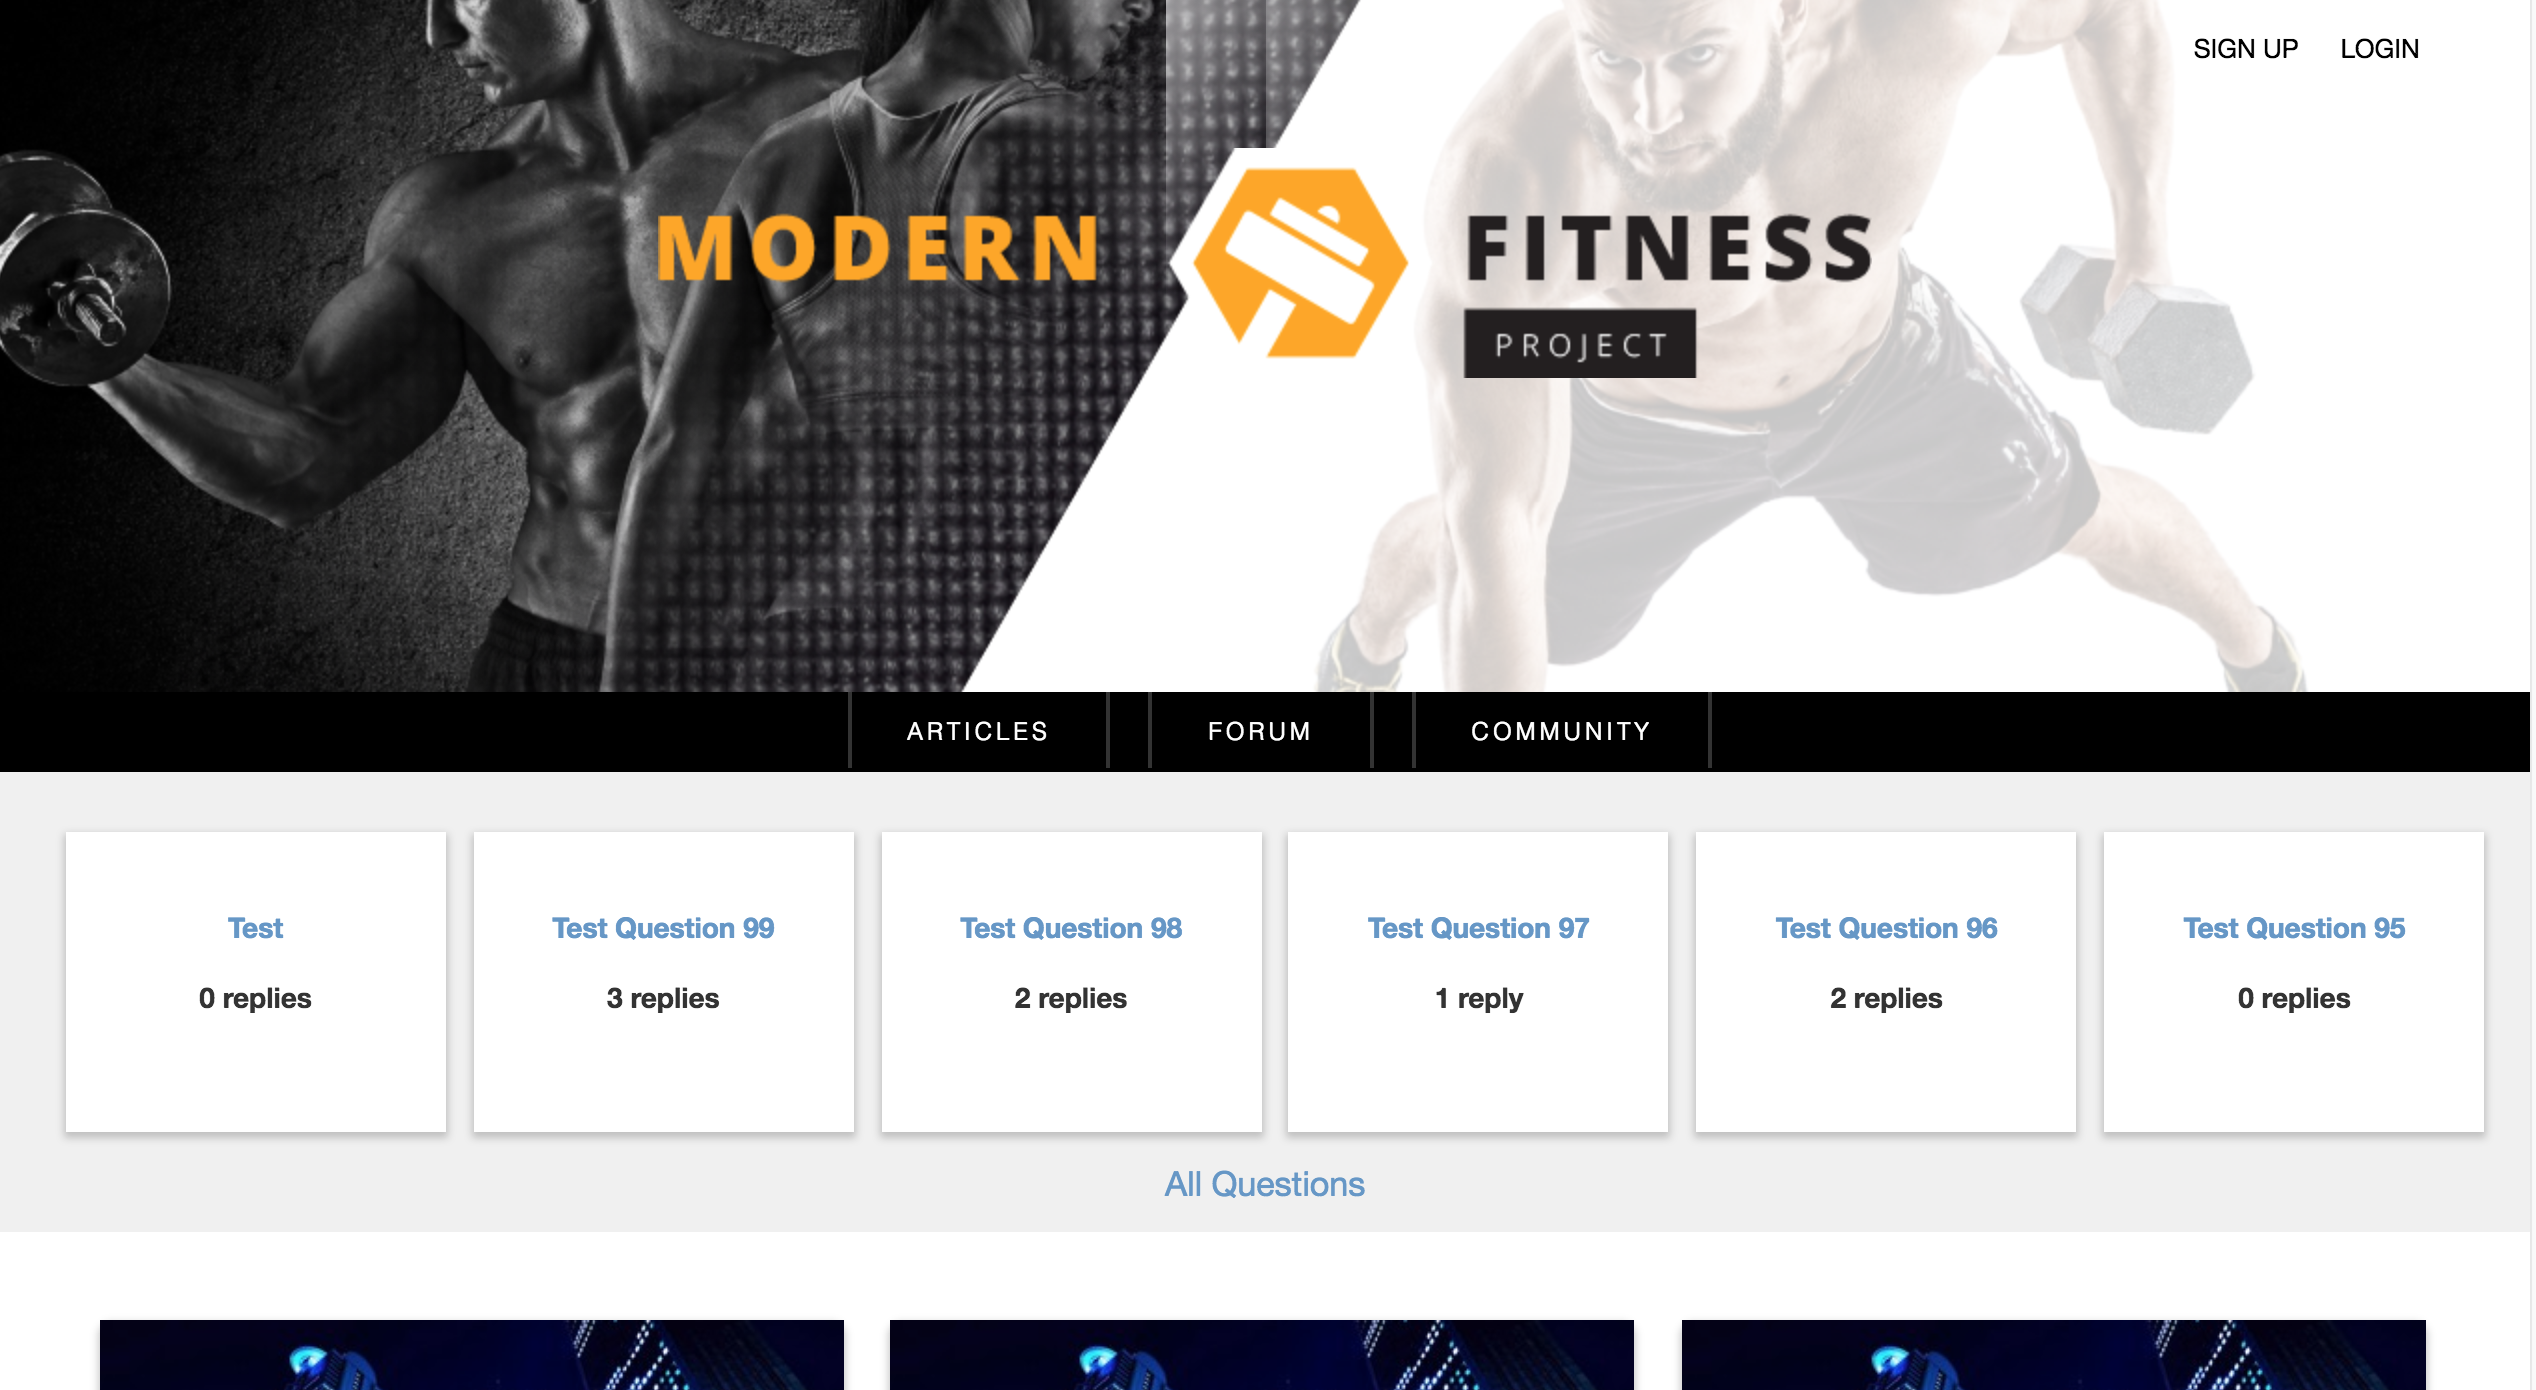 SIGN UP LOGIN
MODERN FITNESS
PROJECT
ARTICLES FORUM COMMUNITY
Test
0 replies
Test Question 99
3 replies
Test Question 98
2 replies
Test Question 97
1 reply
Test Question 96
2 replies
Test Question 95
0 replies
All Questions